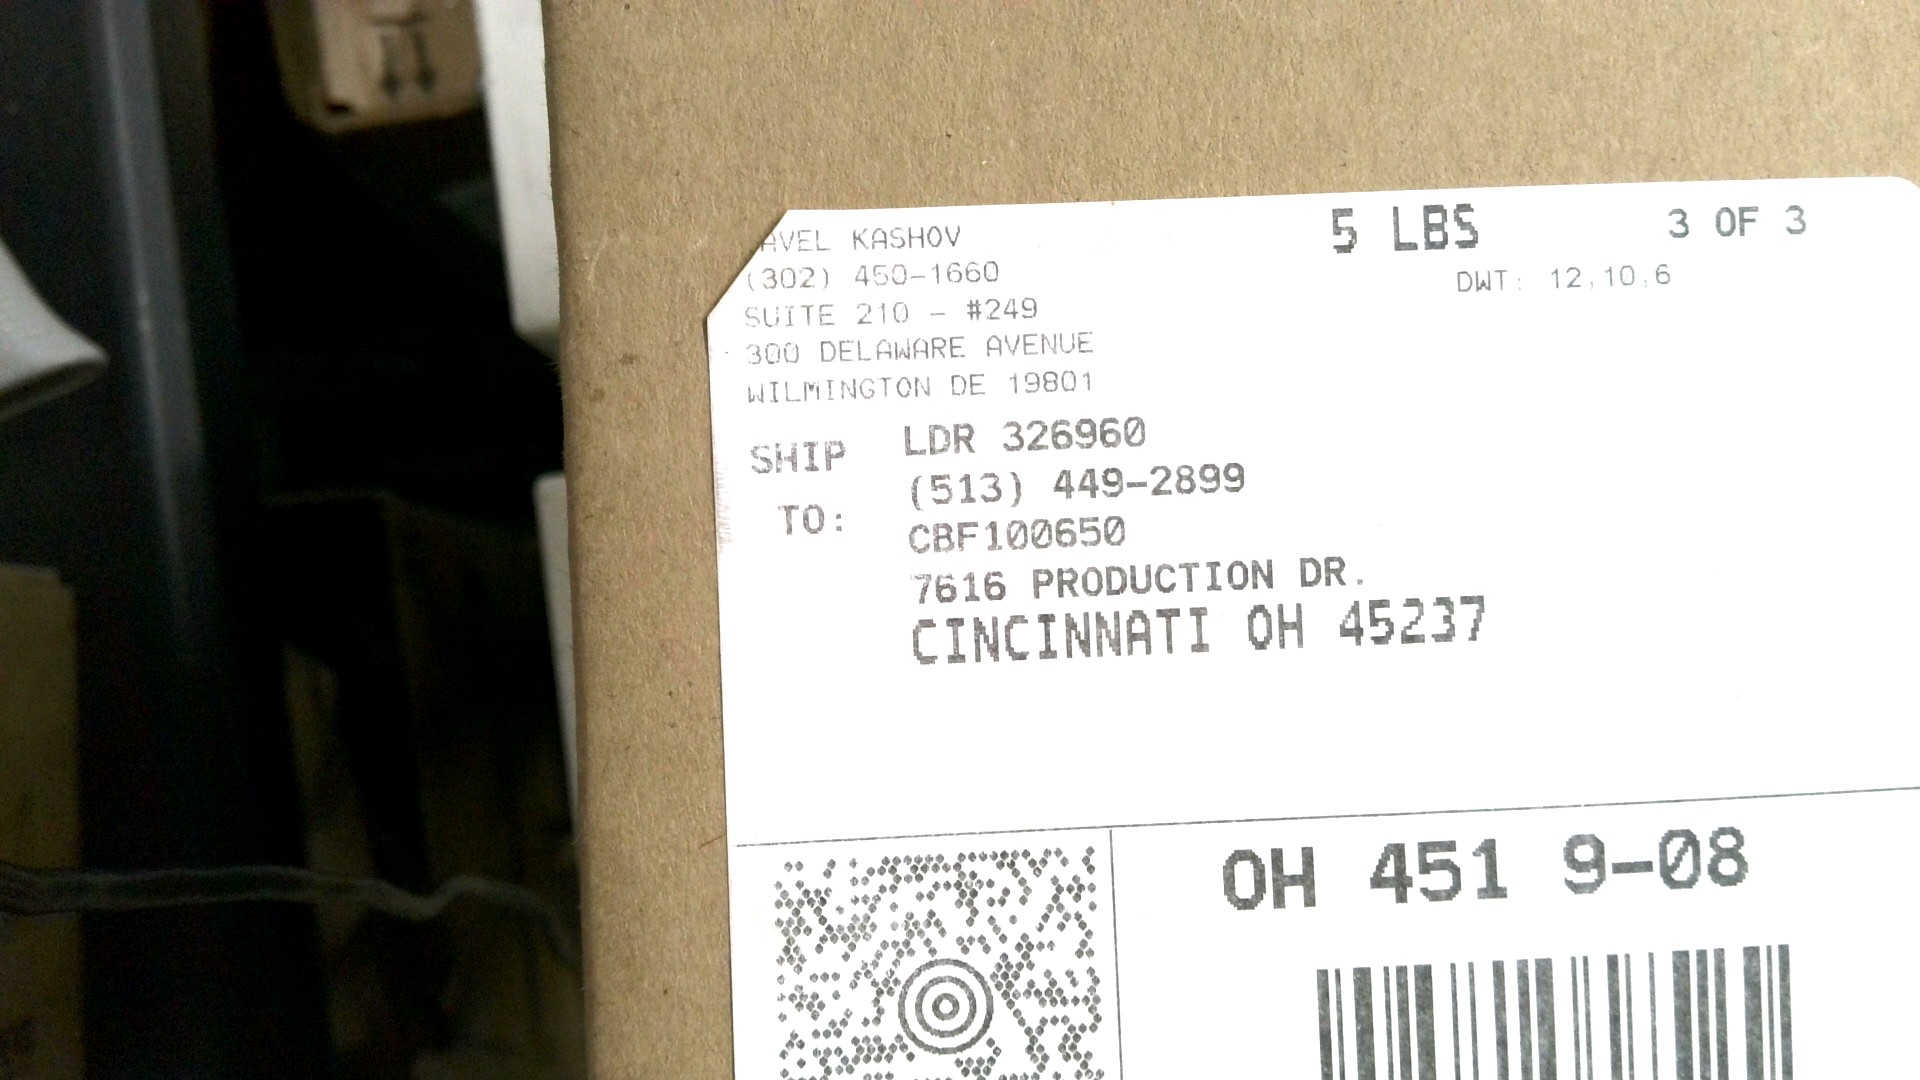 AVEL KASHOV
(302) 450-1660
SUITE 210 - #249
300 DELAWARE AVENUE
WILMINGTON DE 19801
5 LBS
3 OF 3
DWT: 12,10,6
SHIP TO:
LDR 326960
(513) 449-2899
CBF100650
7616 PRODUCTION DR.
CINCINNATI OH 45237
OH 451 9-08